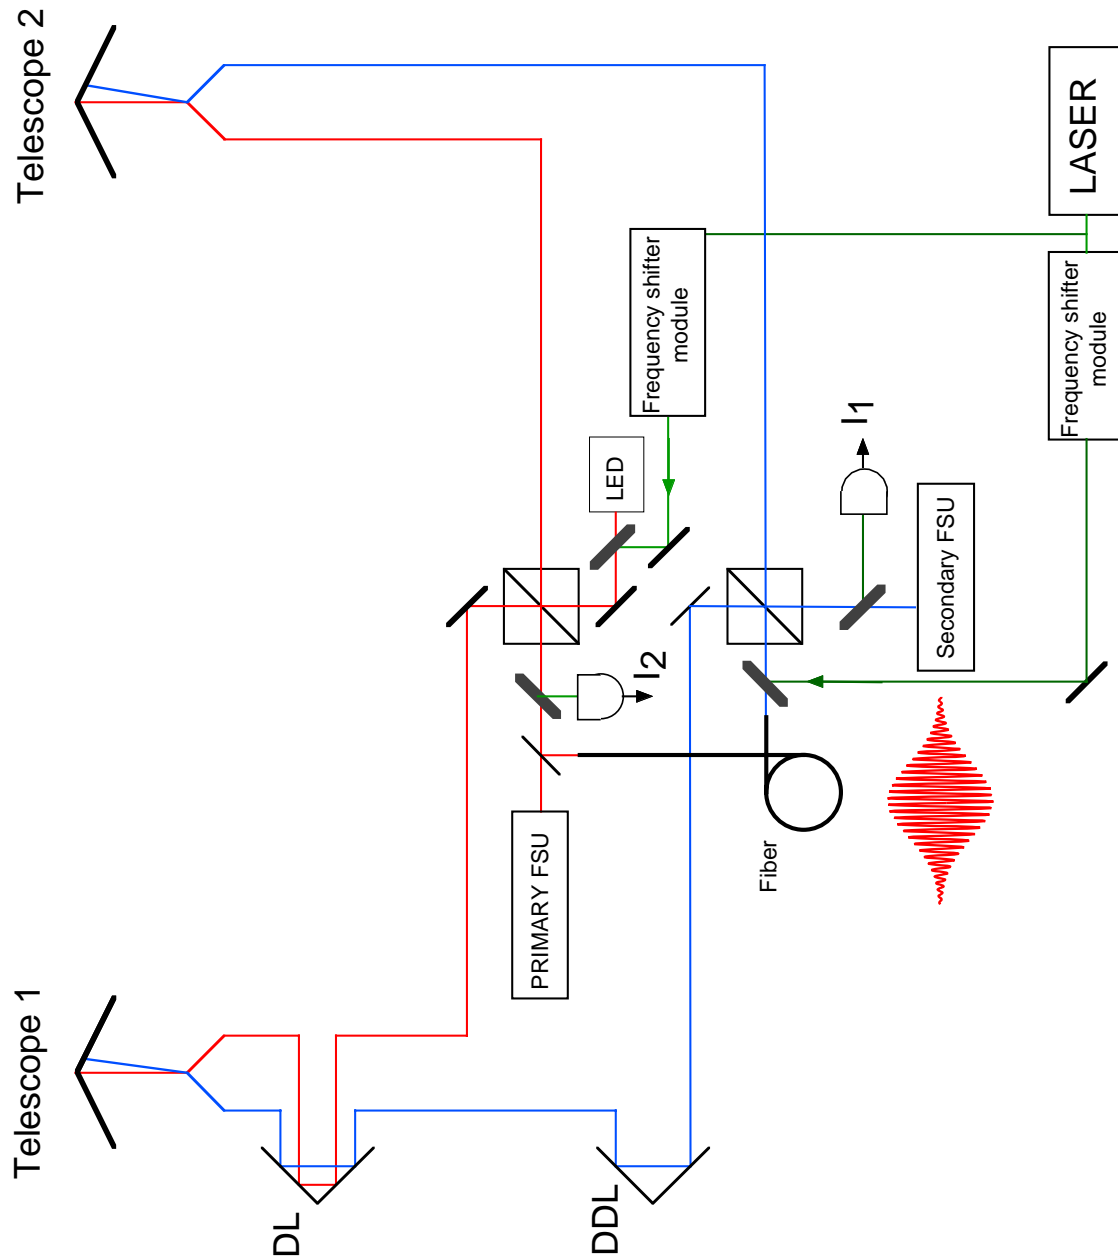 Telescope 1
Telescope 2
DL
DDL
PRIMARY FSU
I2
LED
Frequency shifter
module
Fiber
Secondary FSU
I1
Frequency shifter
module
LASER